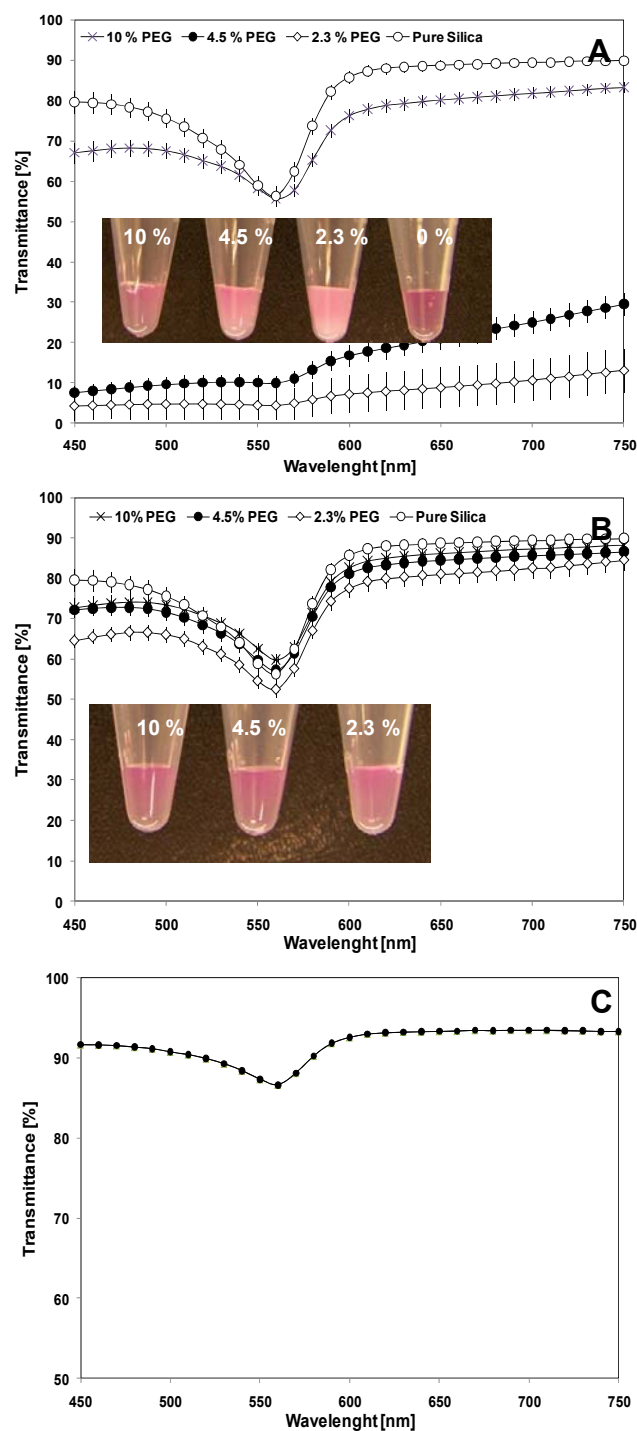 A
10 % PEG 4.5 % PEG 2.3 % PEG Pure Silica
Transmittance [%]
100
90
80
70
60
50
40
30
20
10
0
10 % 4.5 % 2.3 % 0 %
450 500 550 600 650 700 750
Wavelenght [nm]
B
10% PEG 4.5% PEG 2.3% PEG Pure Silica
Transmittance [%]
100
90
80
70
60
50
40
30
20
10
0
10 % 4.5 % 2.3 %
450 500 550 600 650 700 750
Wavelenght [nm]
C
Transmittance [%]
100
90
80
70
60
50
450 500 550 600 650 700 750
Wavelenght [nm]